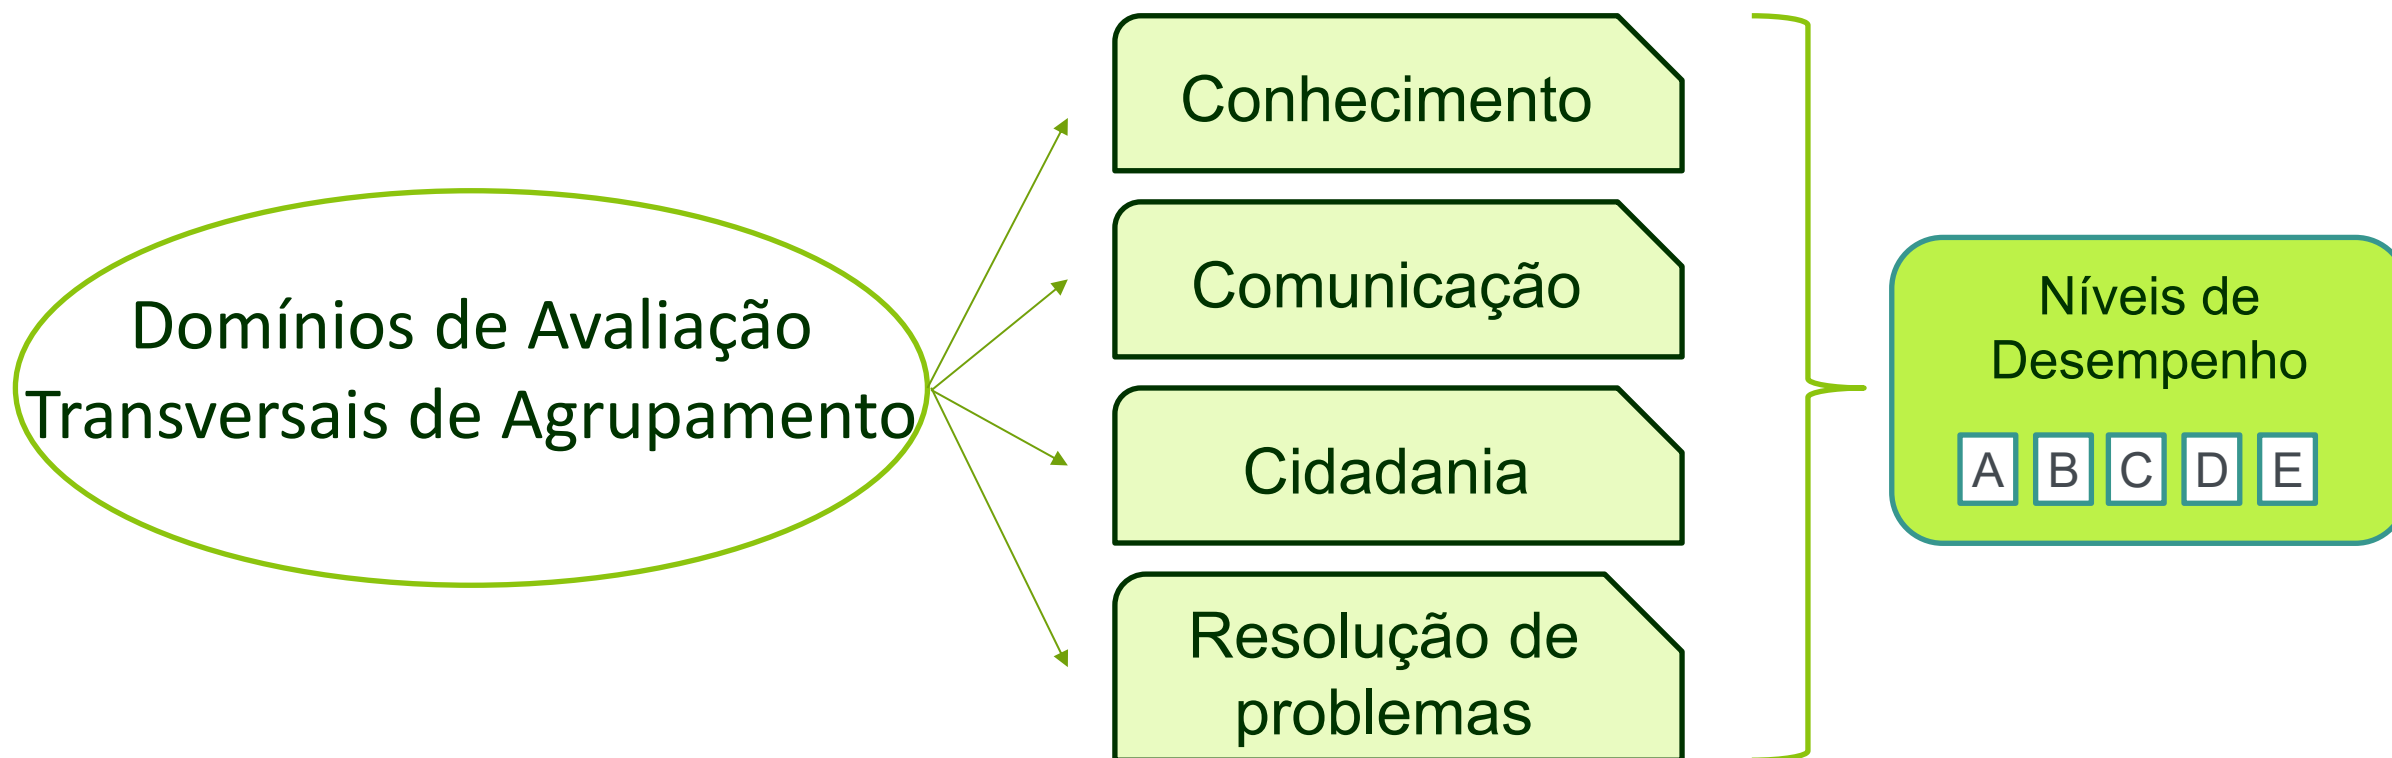 Domínios de Avaliação
Transversais de Agrupamento
Conhecimento
Comunicação
Cidadania
Resolução de
problemas
Níveis de
Desempenho
A B C D E